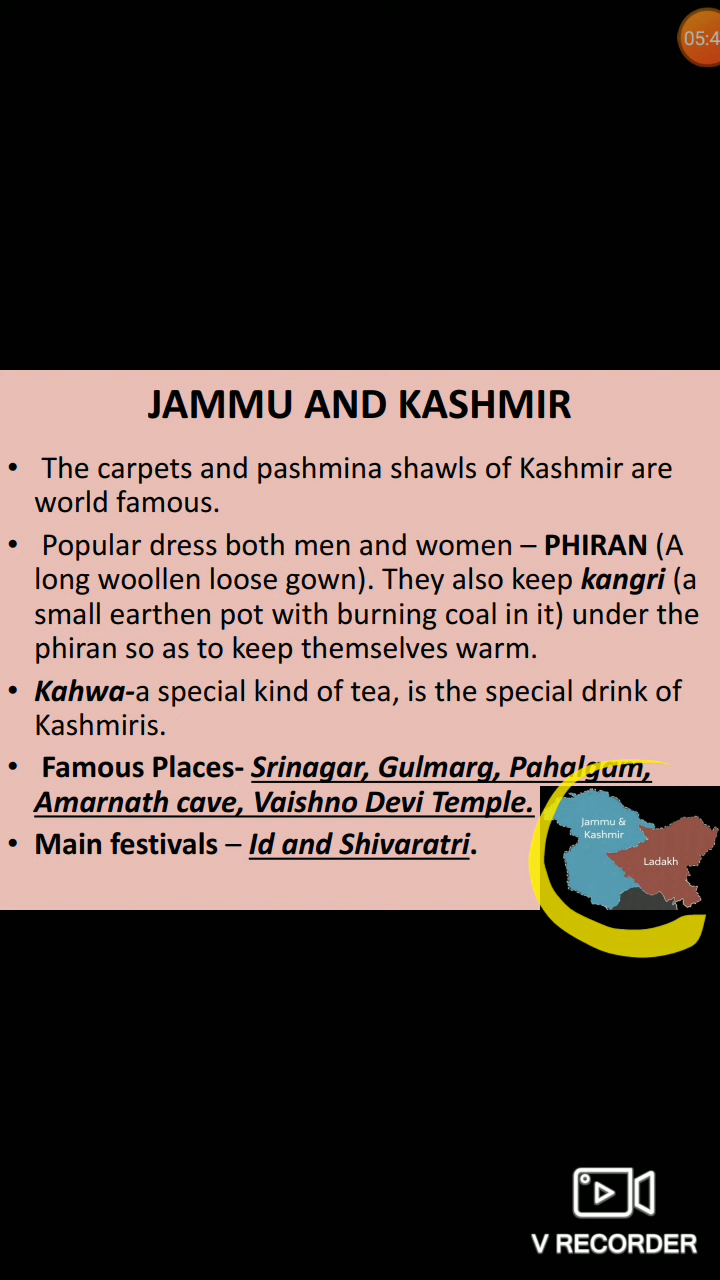 05:4
JAMMU AND KASHMIR
• The carpets and pashmina shawls of Kashmir are
world famous.
• Popular dress both men and women – PHIRAN (A
long woollen loose gown). They also keep kangri (a
small earthen pot with burning coal in it) under the
phiran so as to keep themselves warm.
• Kahwa-a special kind of tea, is the special drink of
Kashmiris.
• Famous Places- Srinagar, Gulmarg, Pahalgam,
Amarnath cave, Vaishno Devi Temple.
• Main festivals – Id and Shivaratri.
Jammu &
Kashmir
Ladakh
V RECORDER